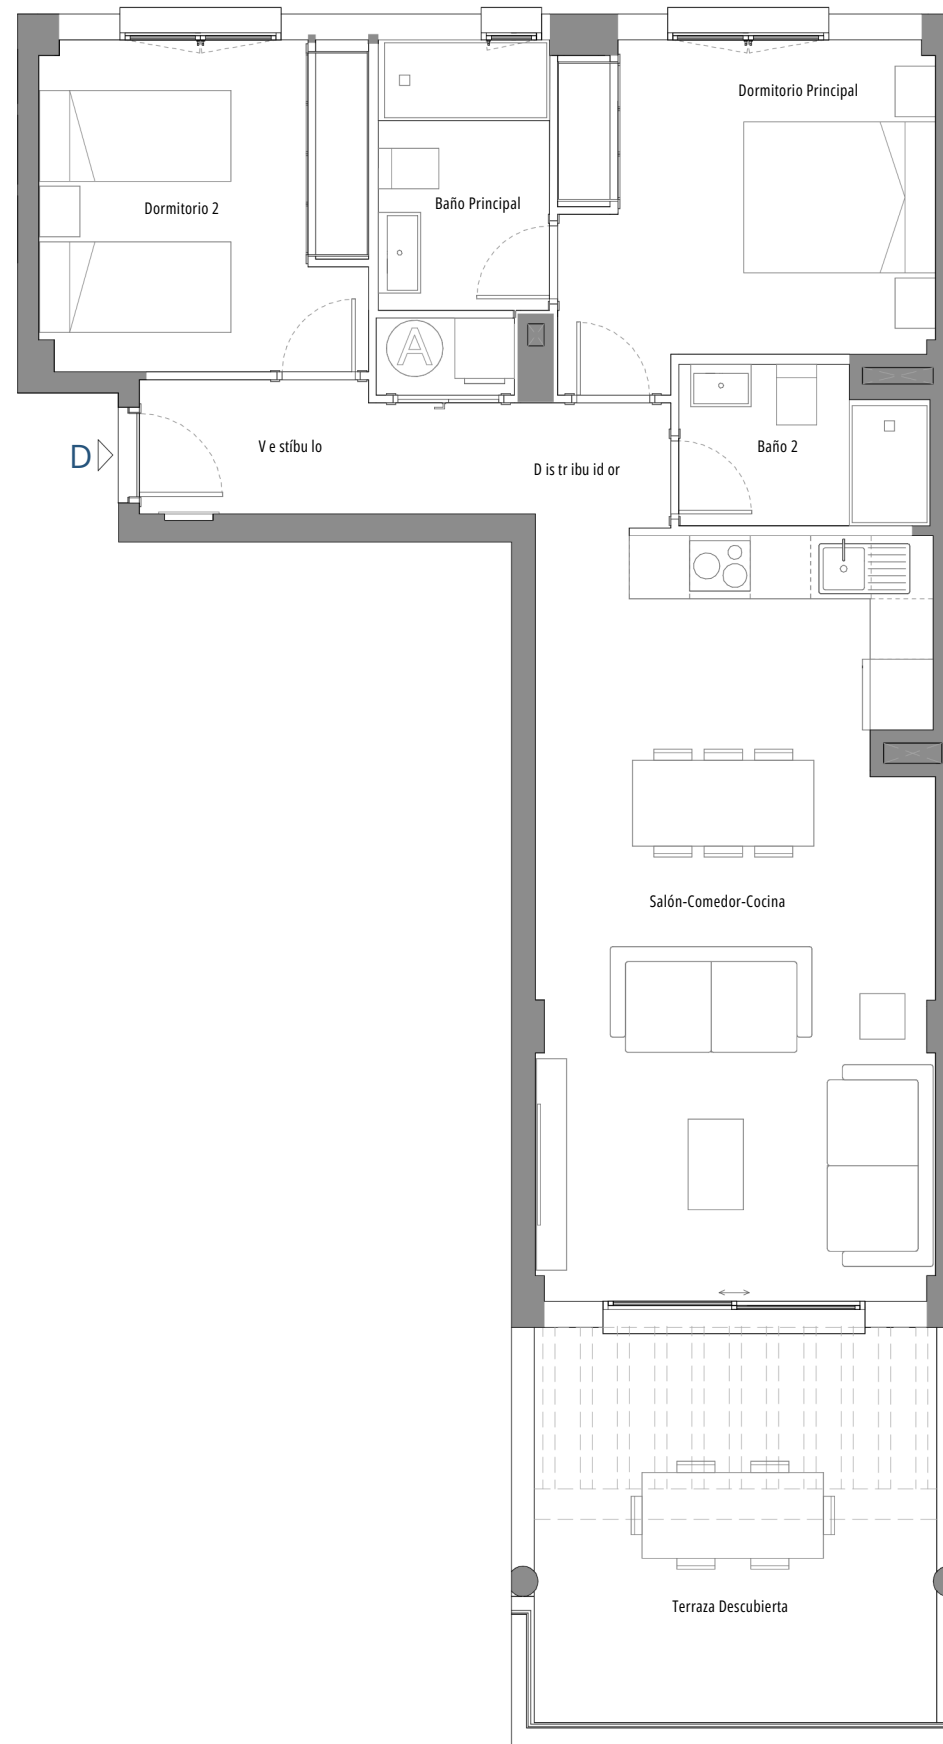 Dormitorio Principal
Dormitorio 2
Baño Principal
A
D
V e stíbu lo
D is tr ibu id or
Baño 2
Salón-Comedor-Cocina
Terraza Descubierta